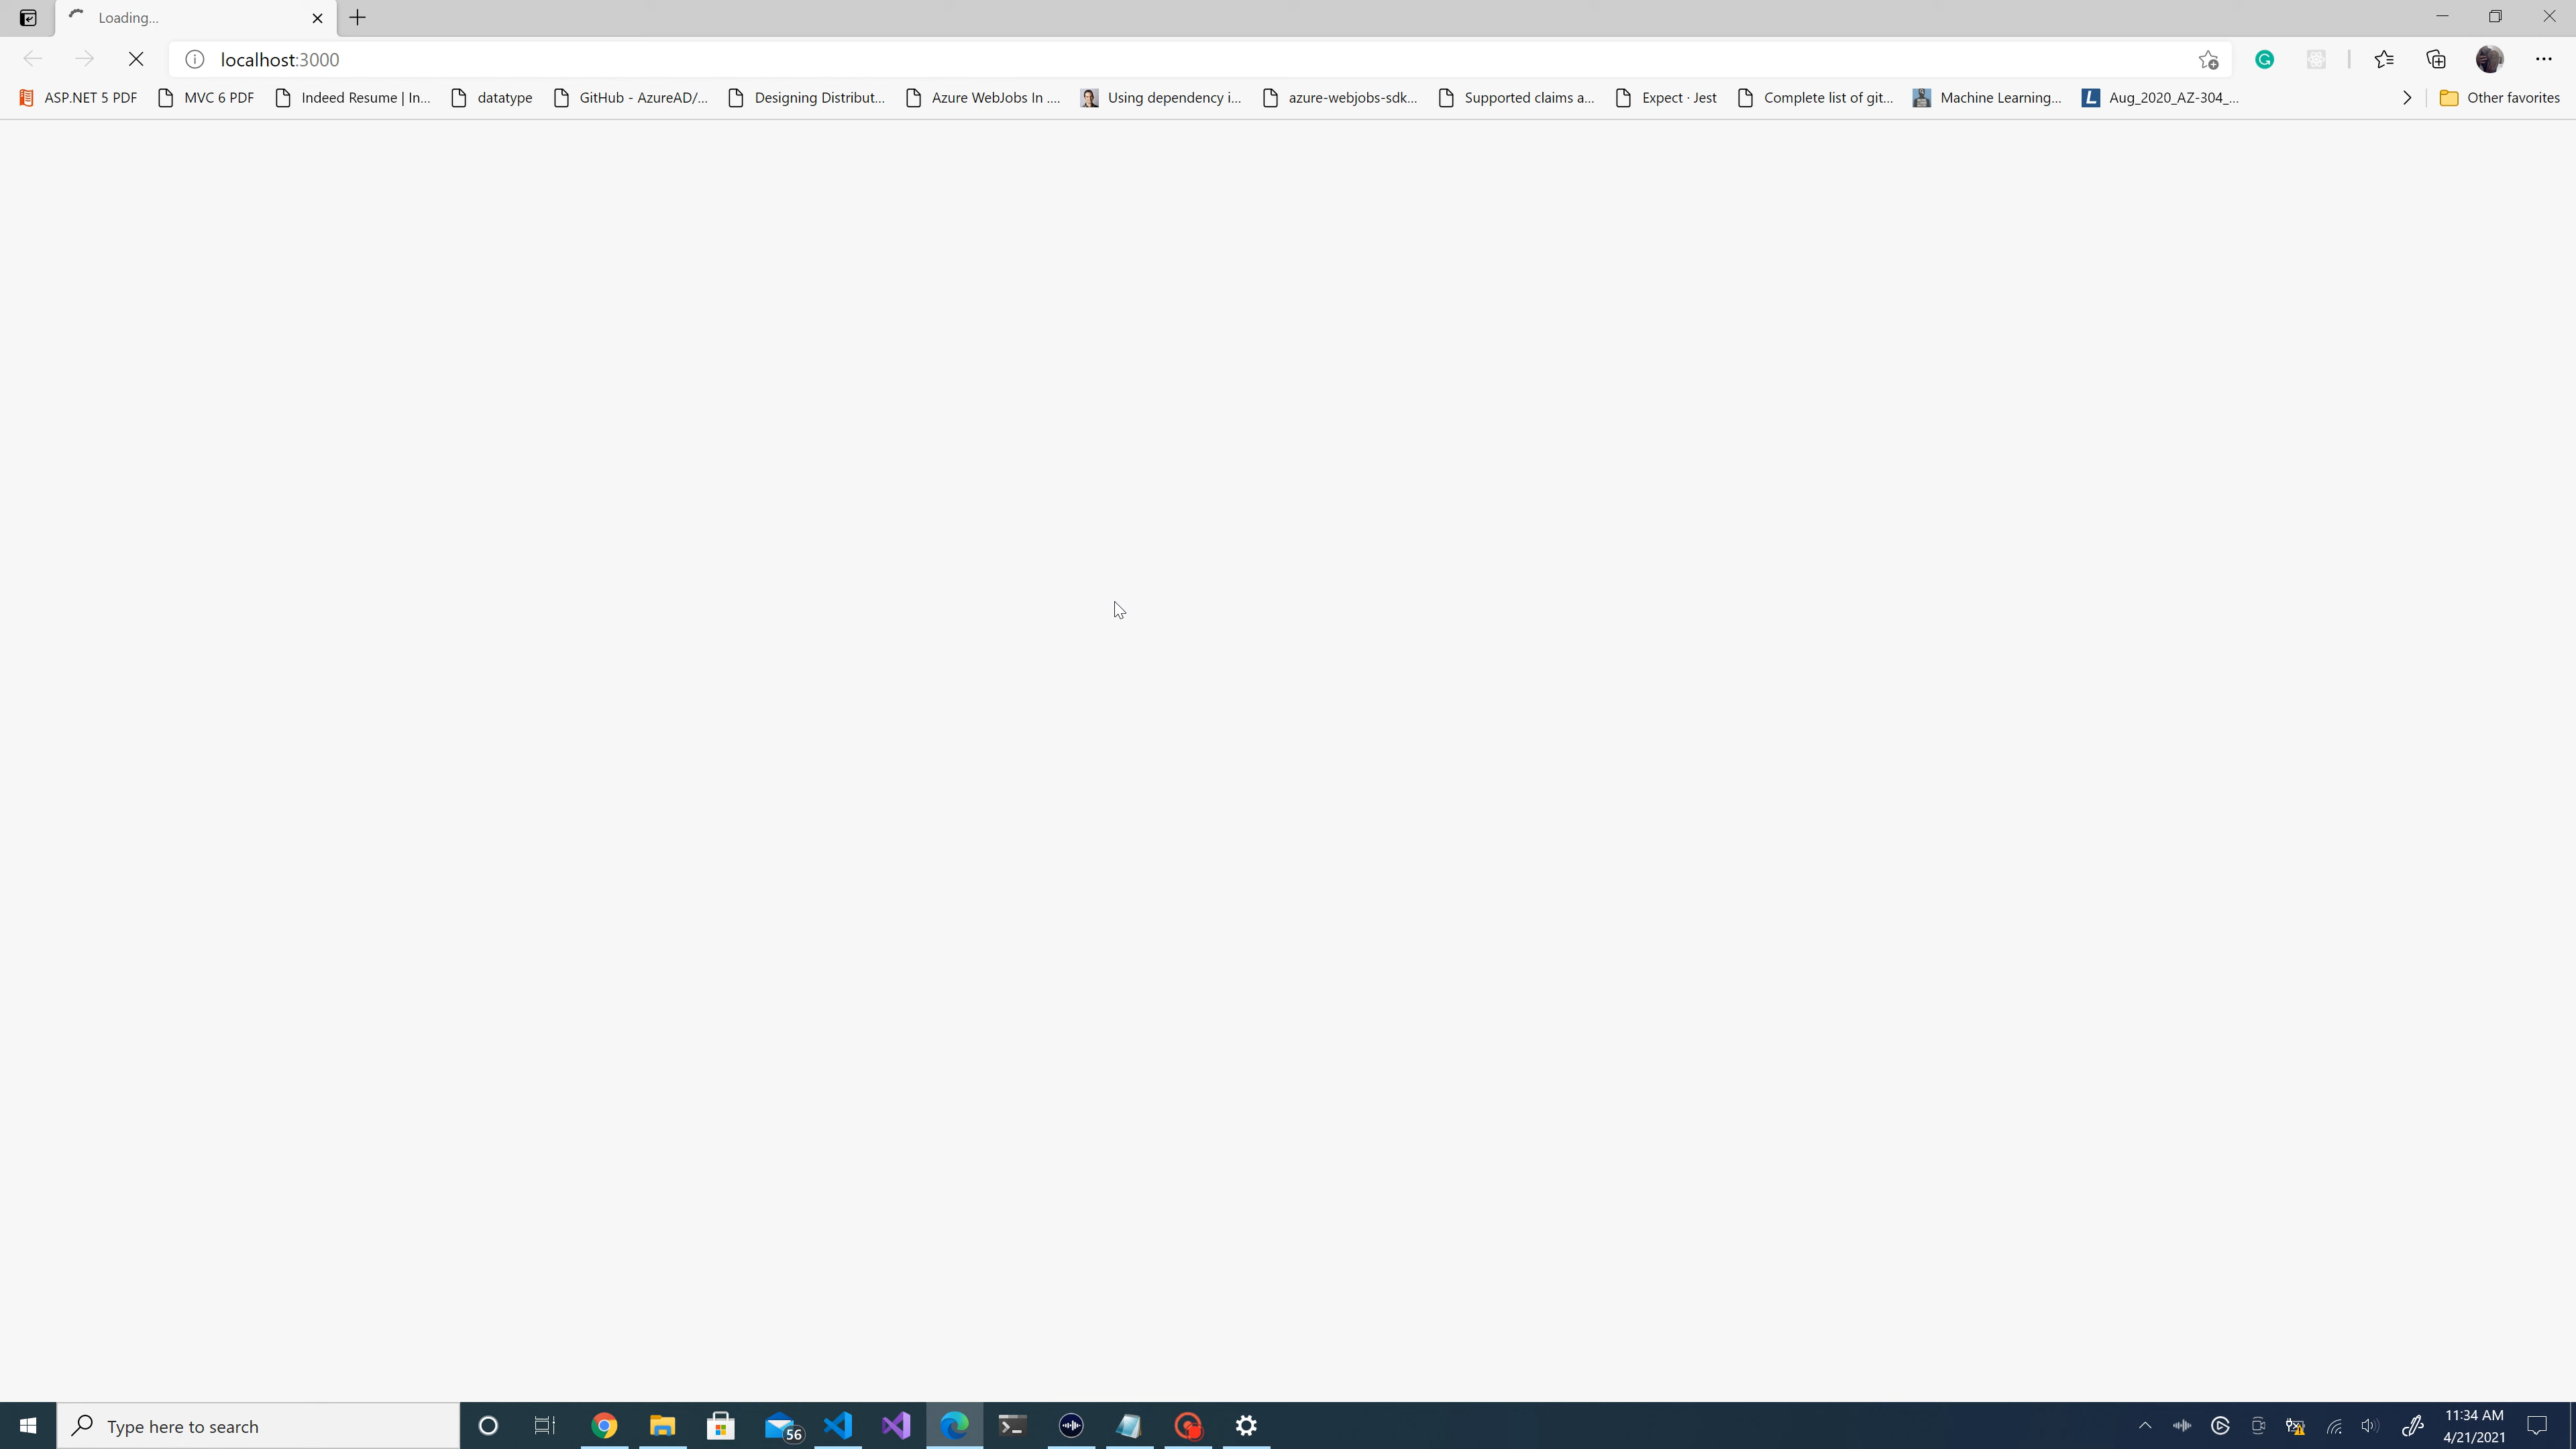 Loading...
localhost:3000
ASP.NET 5 PDF
MVC 6 PDF
Indeed Resume | In...
datatype
GitHub - AzureAD/...
Designing Distribut...
Azure WebJobs In ....
Using dependency i...
azure-webjobs-sdk...
Supported claims a...
Expect · Jest
Complete list of git...
Machine Learning...
Aug_2020_AZ-304_...
Other favorites
Type here to search
56
11:34 AM
4/21/2021